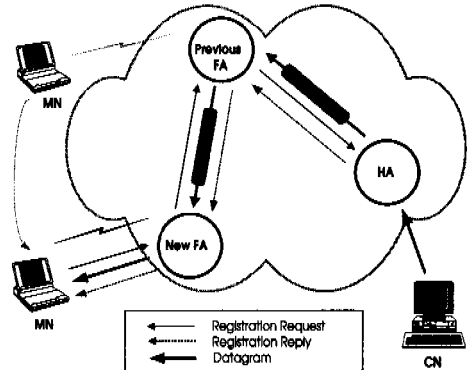 Previous
FA
MN
HA
New FA
MN
CN
Registration Request
Registration Reply
Datagram